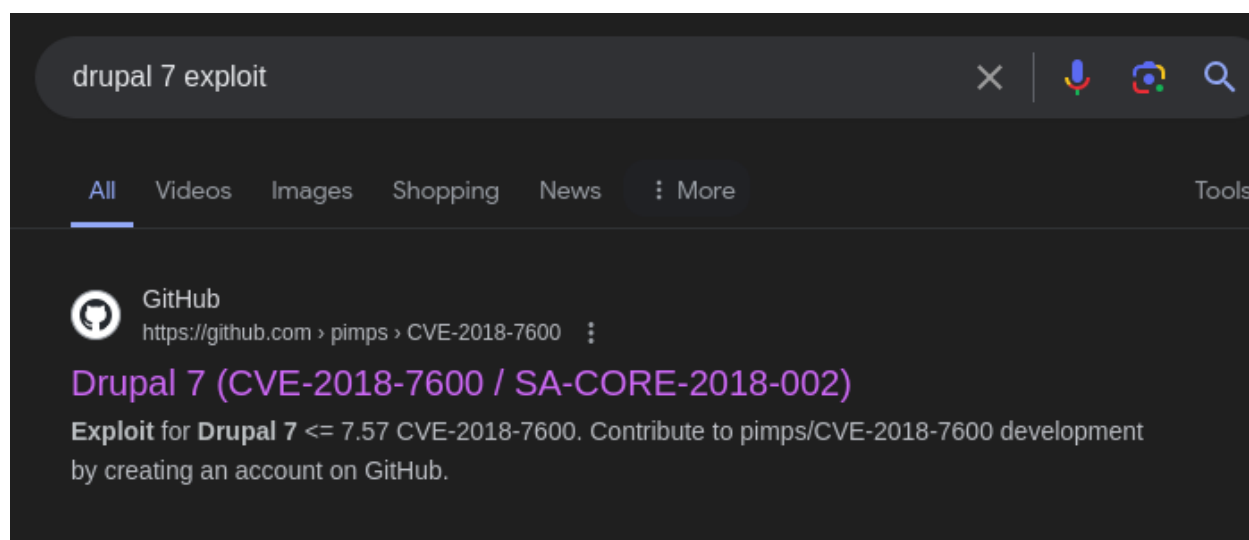 drupal 7 exploit
All Videos Images Shopping News More Tools
GitHub
https://github.com › pimps › CVE-2018-7600
Drupal 7 (CVE-2018-7600 / SA-CORE-2018-002)
Exploit for Drupal 7 <= 7.57 CVE-2018-7600. Contribute to pimps/CVE-2018-7600 development
by creating an account on GitHub.